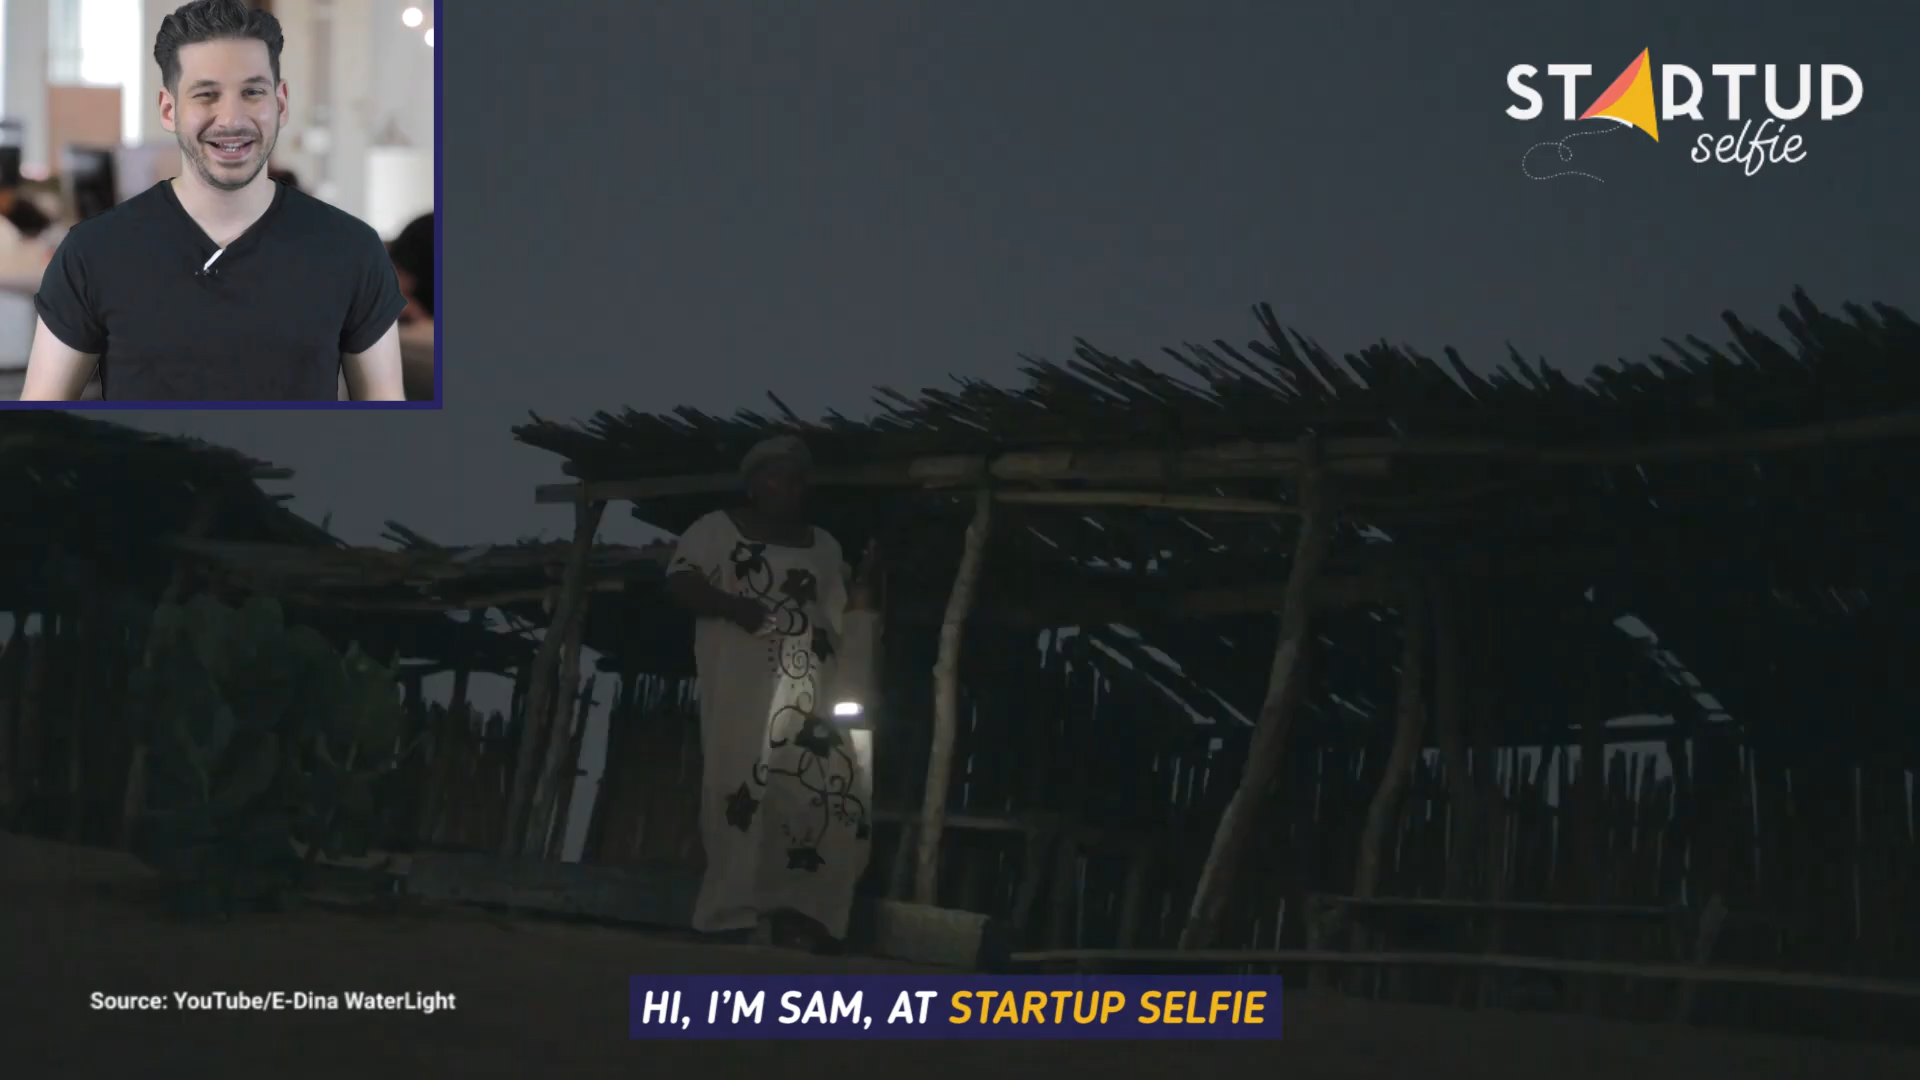 STARTUP
selfie
Source: YouTube/E-Dina WaterLight
HI, I'M SAM, AT STARTUP SELFIE